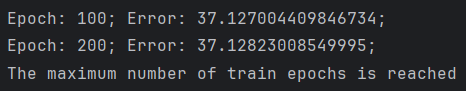 Epoch: 100; Error: 37.127004409846734;
Epoch: 200; Error: 37.12823008549995;
The maximum number of train epochs is reached